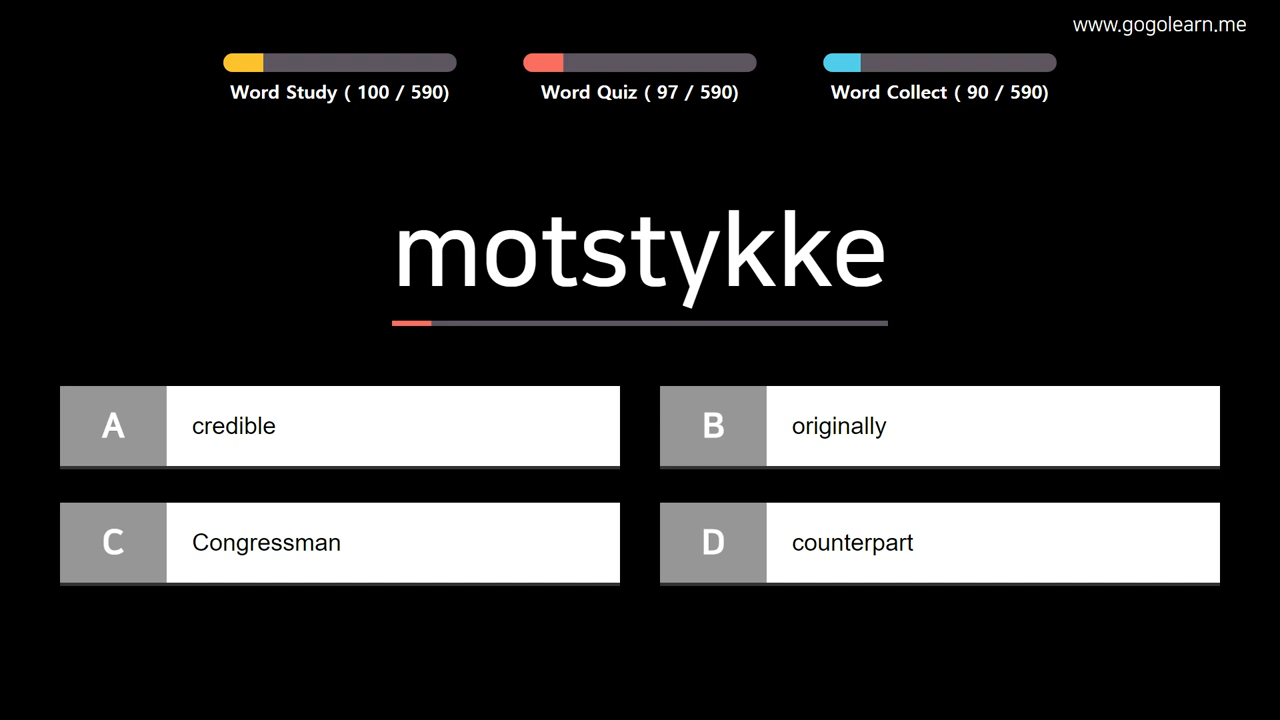 www.gogolearn.me
Word Study ( 100 / 590)
Word Quiz ( 97 / 590)
Word Collect ( 90 / 590)
motstykke
A credible
B originally
C Congressman
D counterpart